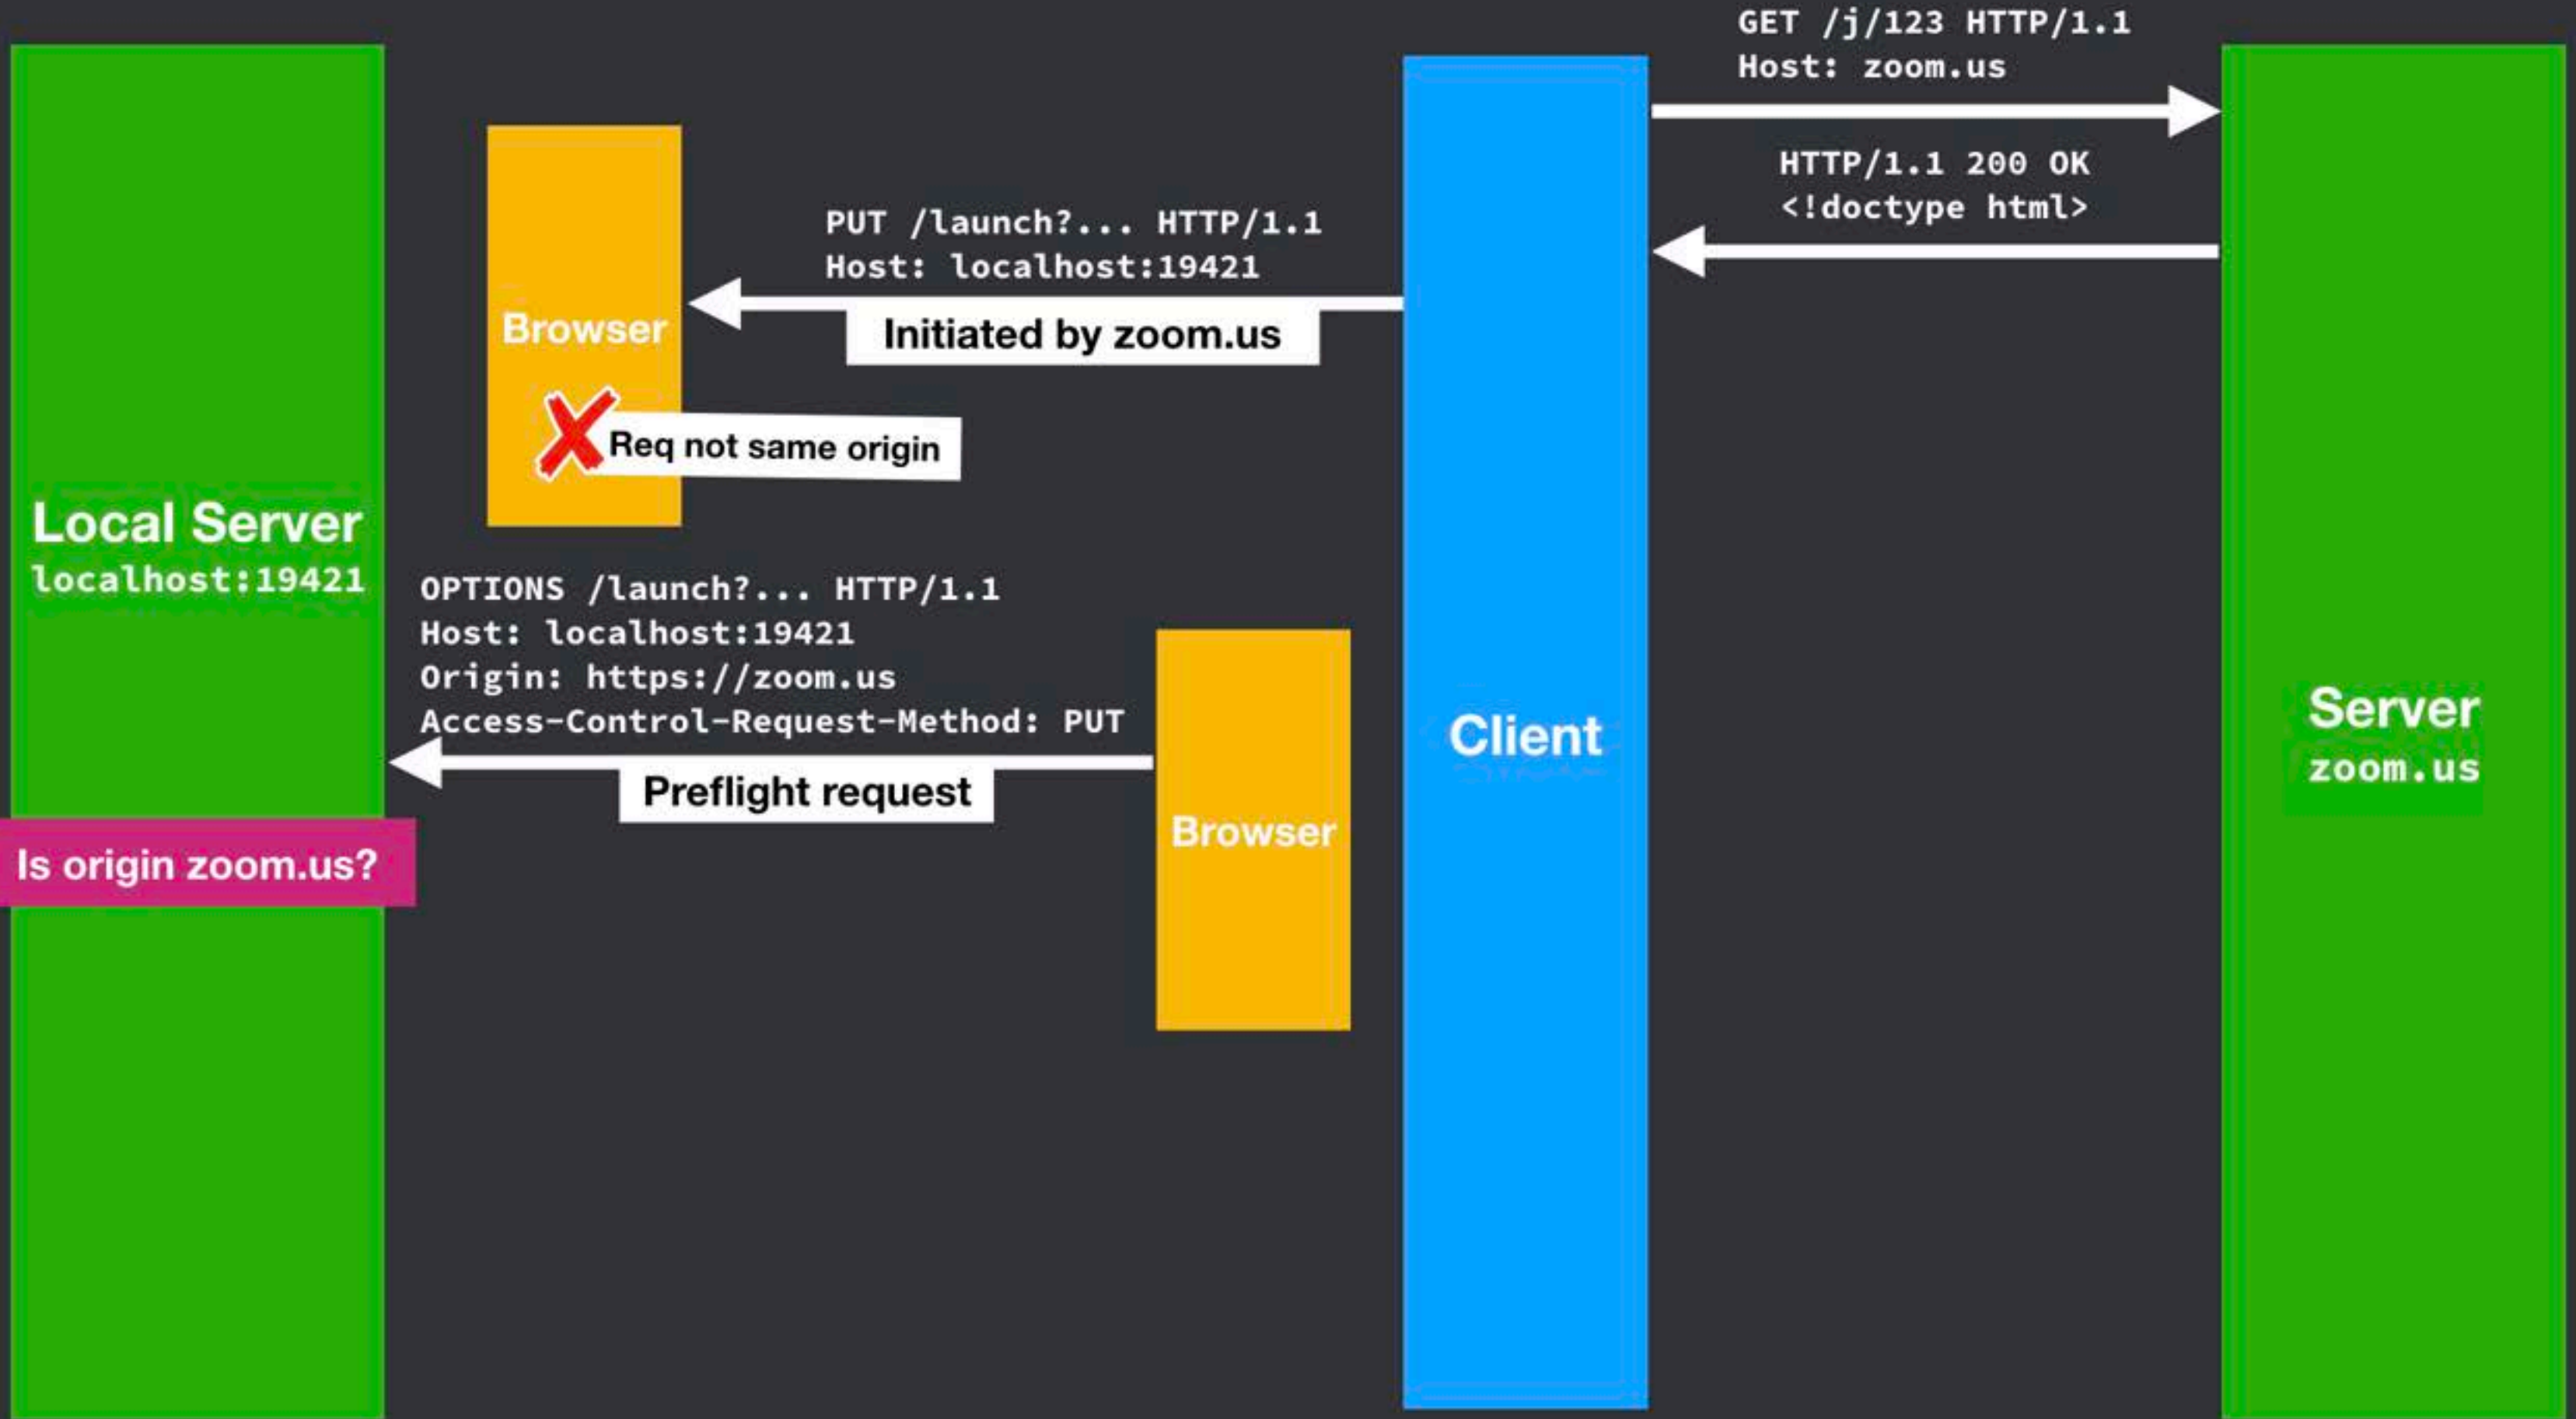 GET /j/123 HTTP/1.1
Host: zoom.us
HTTP/1.1 200 OK
<!doctype html>
PUT /launch?... HTTP/1.1
Host: localhost:19421
Initiated by zoom.us
Browser
Req not same origin
Local Server
localhost:19421
OPTIONS /launch?... HTTP/1.1
Host: localhost:19421
Origin: https://zoom.us
Access-Control-Request-Method: PUT
Preflight request
Is origin zoom.us?
Browser
Client
Server
zoom.us